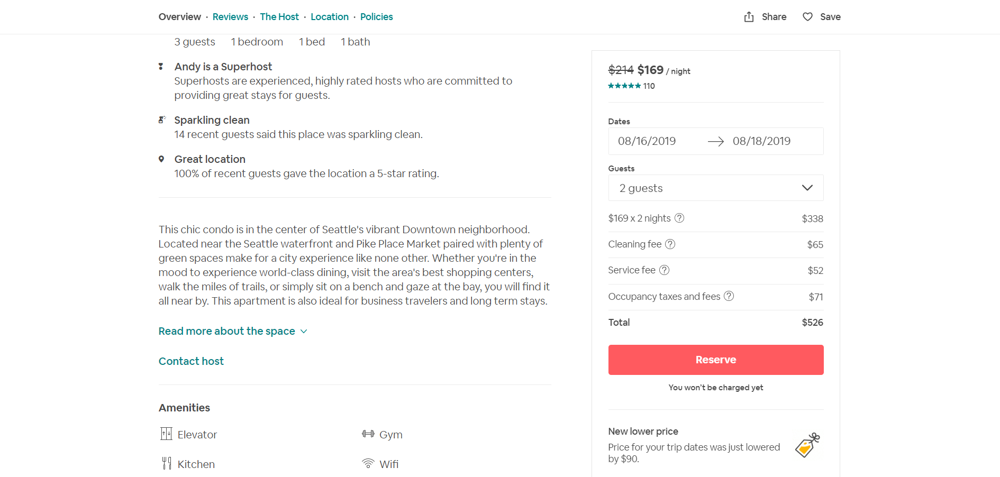 Overview · Reviews · The Host · Location · Policies
Share Save
3 guests 1 bedroom 1 bed 1 bath
Andy is a Superhost
Superhosts are experienced, highly rated hosts who are committed to
providing great stays for guests.
Sparkling clean
14 recent guests said this place was sparkling clean.
Great location
100% of recent guests gave the location a 5-star rating.
This chic condo is in the center of Seattle's vibrant Downtown neighborhood.
Located near the Seattle waterfront and Pike Place Market paired with plenty of
green spaces make for a city experience like none other. Whether you're in the
mood to experience world-class dining, visit the area's best shopping centers,
walk the miles of trails, or simply sit on a bench and gaze at the bay, you will find it
all near by. This apartment is also ideal for business travelers and long term stays.
Read more about the space
Contact host
Amenities
Elevator Gym
Kitchen Wifi
$214 $169 / night
110
Dates
08/16/2019 → 08/18/2019
Guests
2 guests
$169 x 2 nights ? $338
Cleaning fee ? $65
Service fee ? $52
Occupancy taxes and fees ? $71
Total $526
Reserve
You won't be charged yet
New lower price
Price for your trip dates was just lowered
by $90.